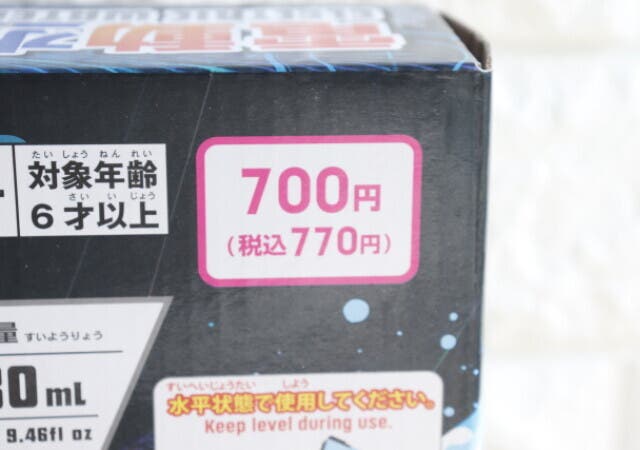 たいしょうねんれい
対象年齢
さいいじょう
6才以上
700円
(税込770円)
量 すいようりょう
80 mL
9.46fl oz
すいへいじょうたい しよう
水平状態で使用してください。
Keep level during use.